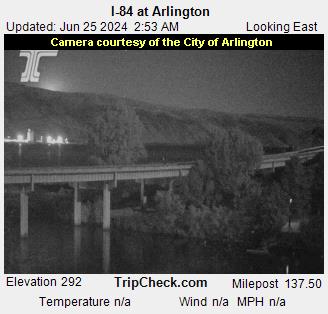 I-84 at Arlington
Updated: Jun 25 2024 2:53 AM Looking East
Camera courtesy of the City of Arlington
Elevation 292 TripCheck.com Milepost 137.50
Temperature n/a Wind n/a MPH n/a